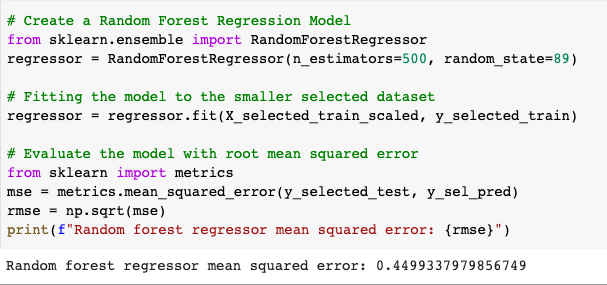 # Create a Random Forest Regression Model
from sklearn.ensemble import RandomForestRegressor
regressor = RandomForestRegressor(n_estimators=500, random_state=89)
# Fitting the model to the smaller selected dataset
regressor = regressor.fit(X_selected_train_scaled, y_selected_train)
# Evaluate the model with root mean squared error
from sklearn import metrics
mse = metrics.mean_squared_error(y_selected_test, y_sel_pred)
rmse = np.sqrt(mse)
print(f"Random forest regressor mean squared error: {rmse}")
Random forest regressor mean squared error: 0.4499337979856749